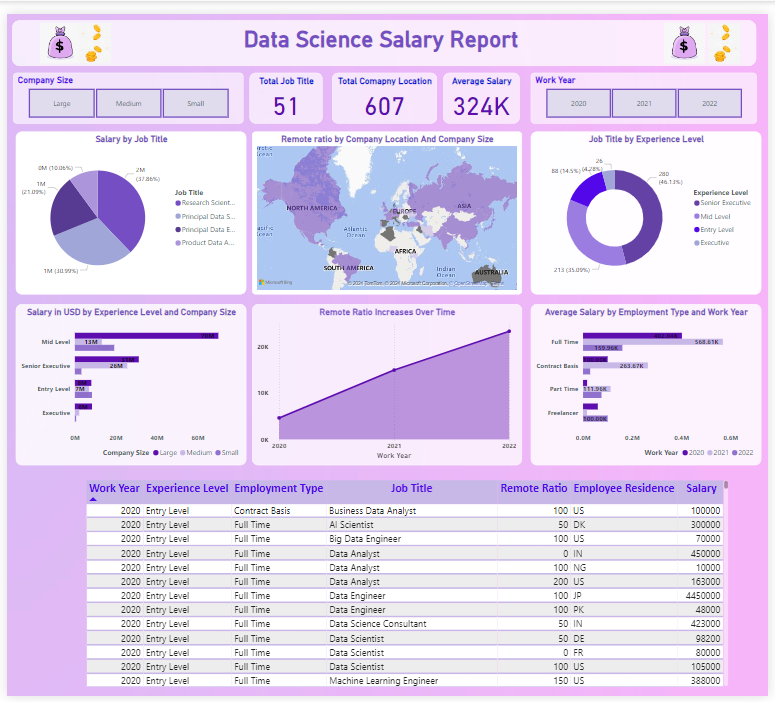 Data Science Salary Report
$
$
Company Size
Large
Medium
Small
Total Job Title
51
Total Comapny Location
607
Average Salary
324K
Work Year
2020
2021
2022
Salary by Job Title
0M (10.06%)
2M
(37.86%)
1M
(21.09%)
1M (30.99%)
Job Title
Research Scient...
Principal Data S...
Principal Data E...
Product Data A...
Remote ratio by Company Location And Company Size
NORTH AMERICA
EUROPE
ASIA
Atlantic
Ocean
AFRICA
SOUTH AMERICA
Indian
Ocean
AUSTRALIA
Microsoft Bing
© 2024 TomTom, © 2024 Microsoft Corporation, © OpenStreetMap
Job Title by Experience Level
26
(4.28%)
88 (14.5%)
280
(46.13%)
213 (35.09%)
Experience Level
Senior Executive
Mid Level
Entry Level
Executive
Salary in USD by Experience Level and Company Size
Mid Level
13M
Senior Executive
26M
Entry Level
7M
Executive
0M 20M 40M 60M
Company Size Large Medium Small
Remote Ratio Increases Over Time
20K
10K
0K
2020 2021 2022
Work Year
Average Salary by Employment Type and Work Year
Full Time
568.61K
159.96K
Contract Basis
263.67K
Part Time
111.96K
Freelancer
100.00K
0.0M 0.2M 0.4M 0.6M
Work Year 2020 2021 2022
Work Year Experience Level Employment Type Job Title Remote Ratio Employee Residence Salary
2020 Entry Level Contract Basis Business Data Analyst 100 US 100000
2020 Entry Level Full Time AI Scientist 50 DK 300000
2020 Entry Level Full Time Big Data Engineer 100 US 70000
2020 Entry Level Full Time Data Analyst 0 IN 450000
2020 Entry Level Full Time Data Analyst 100 NG 10000
2020 Entry Level Full Time Data Analyst 200 US 163000
2020 Entry Level Full Time Data Engineer 100 JP 4450000
2020 Entry Level Full Time Data Engineer 100 PK 48000
2020 Entry Level Full Time Data Science Consultant 50 IN 423000
2020 Entry Level Full Time Data Scientist 50 DE 98200
2020 Entry Level Full Time Data Scientist 0 FR 80000
2020 Entry Level Full Time Data Scientist 100 US 105000
2020 Entry Level Full Time Machine Learning Engineer 150 US 388000